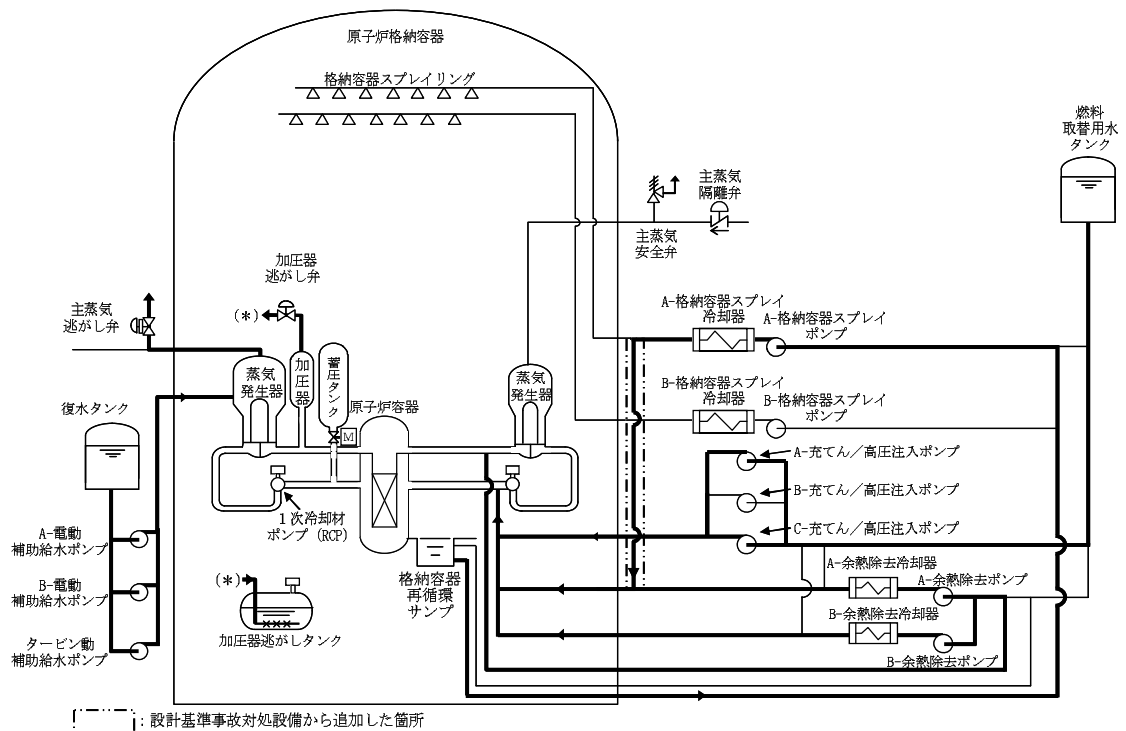 原子炉格納容器
格納容器スプレイリング
燃料
取替用水
タンク
主蒸気
隔離弁
主蒸気
安全弁
加圧器
逃がし弁
(*)
主蒸気
逃がし弁
A-格納容器スプレイ
冷却器
A-格納容器スプレイ
ポンプ
蒸気
発生器
加圧器
蓄圧タンク
M
原子炉容器
蒸気
発生器
B-格納容器スプレイ
冷却器
B-格納容器スプレイ
ポンプ
復水タンク
A-充てん/高圧注入ポンプ
B-充てん/高圧注入ポンプ
C-充てん/高圧注入ポンプ
1次冷却材
ポンプ(RCP)
A-電動
補助給水ポンプ
B-電動
補助給水ポンプ
タービン動
補助給水ポンプ
(*)
加圧器逃がしタンク
格納容器
再循環
サンプ
A-余熱除去冷却器
A-余熱除去ポンプ
B-余熱除去冷却器
B-余熱除去ポンプ
:設計基準事故対処設備から追加した箇所